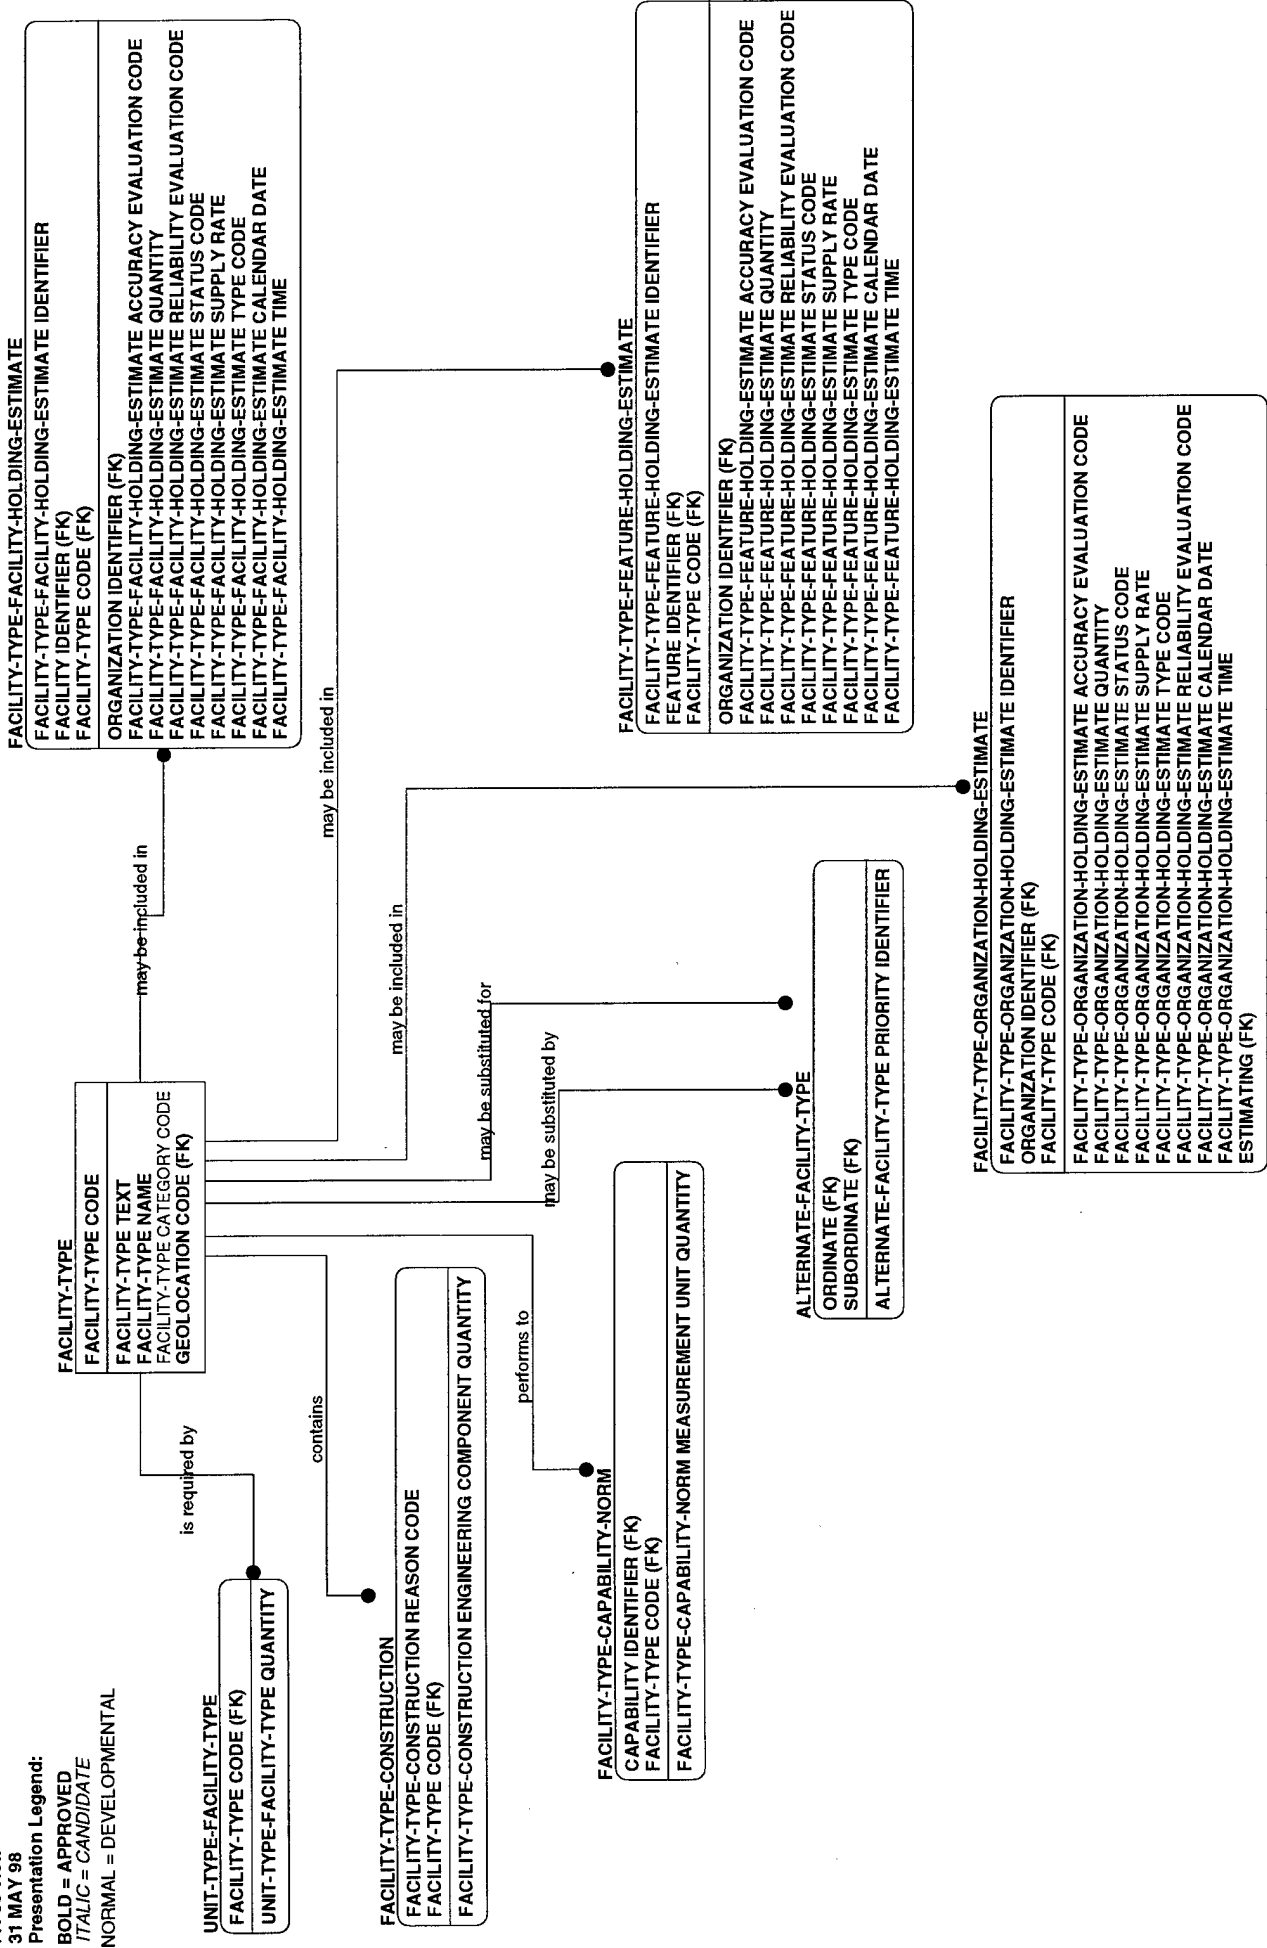 31 MAY 98
Presentation Legend:
BOLD = APPROVED
ITALIC = CANDIDATE
NORMAL = DEVELOPMENTAL
FACILITY-TYPE
FACILITY-TYPE CODE
FACILITY-TYPE TEXT
FACILITY-TYPE NAME
FACILITY-TYPE CATEGORY CODE
GEOLOCATION CODE (FK)
is required by
may be included in
contains
performs to
may be substituted by
may be substituted for
may be included in
may be included in
FACILITY-TYPE-FACILITY-HOLDING-ESTIMATE
FACILITY-TYPE-FACILITY-HOLDING-ESTIMATE IDENTIFIER
FACILITY IDENTIFIER (FK)
FACILITY-TYPE CODE (FK)
ORGANIZATION IDENTIFIER (FK)
FACILITY-TYPE-FACILITY-HOLDING-ESTIMATE ACCURACY EVALUATION CODE
FACILITY-TYPE-FACILITY-HOLDING-ESTIMATE QUANTITY
FACILITY-TYPE-FACILITY-HOLDING-ESTIMATE RELIABILITY EVALUATION CODE
FACILITY-TYPE-FACILITY-HOLDING-ESTIMATE STATUS CODE
FACILITY-TYPE-FACILITY-HOLDING-ESTIMATE SUPPLY RATE
FACILITY-TYPE-FACILITY-HOLDING-ESTIMATE TYPE CODE
FACILITY-TYPE-FACILITY-HOLDING-ESTIMATE CALENDAR DATE
FACILITY-TYPE-FACILITY-HOLDING-ESTIMATE TIME
UNIT-TYPE-FACILITY-TYPE
FACILITY-TYPE CODE (FK)
UNIT-TYPE-FACILITY-TYPE QUANTITY
FACILITY-TYPE-CONSTRUCTION
FACILITY-TYPE-CONSTRUCTION REASON CODE
FACILITY-TYPE CODE (FK)
FACILITY-TYPE-CONSTRUCTION ENGINEERING COMPONENT QUANTITY
FACILITY-TYPE-CAPABILITY-NORM
CAPABILITY IDENTIFIER (FK)
FACILITY-TYPE CODE (FK)
FACILITY-TYPE-CAPABILITY-NORM MEASUREMENT UNIT QUANTITY
FACILITY-TYPE-FEATURE-HOLDING-ESTIMATE
FACILITY-TYPE-FEATURE-HOLDING-ESTIMATE IDENTIFIER
FEATURE IDENTIFIER (FK)
FACILITY-TYPE CODE (FK)
ORGANIZATION IDENTIFIER (FK)
FACILITY-TYPE-FEATURE-HOLDING-ESTIMATE ACCURACY EVALUATION CODE
FACILITY-TYPE-FEATURE-HOLDING-ESTIMATE QUANTITY
FACILITY-TYPE-FEATURE-HOLDING-ESTIMATE RELIABILITY EVALUATION CODE
FACILITY-TYPE-FEATURE-HOLDING-ESTIMATE STATUS CODE
FACILITY-TYPE-FEATURE-HOLDING-ESTIMATE SUPPLY RATE
FACILITY-TYPE-FEATURE-HOLDING-ESTIMATE TYPE CODE
FACILITY-TYPE-FEATURE-HOLDING-ESTIMATE CALENDAR DATE
FACILITY-TYPE-FEATURE-HOLDING-ESTIMATE TIME
ALTERNATE-FACILITY-TYPE
ORDINATE (FK)
SUBORDINATE (FK)
ALTERNATE-FACILITY-TYPE PRIORITY IDENTIFIER
FACILITY-TYPE-ORGANIZATION-HOLDING-ESTIMATE
FACILITY-TYPE-ORGANIZATION-HOLDING-ESTIMATE IDENTIFIER
ORGANIZATION IDENTIFIER (FK)
FACILITY-TYPE CODE (FK)
FACILITY-TYPE-ORGANIZATION-HOLDING-ESTIMATE ACCURACY EVALUATION CODE
FACILITY-TYPE-ORGANIZATION-HOLDING-ESTIMATE QUANTITY
FACILITY-TYPE-ORGANIZATION-HOLDING-ESTIMATE STATUS CODE
FACILITY-TYPE-ORGANIZATION-HOLDING-ESTIMATE SUPPLY RATE
FACILITY-TYPE-ORGANIZATION-HOLDING-ESTIMATE TYPE CODE
FACILITY-TYPE-ORGANIZATION-HOLDING-ESTIMATE RELIABILITY EVALUATION CODE
FACILITY-TYPE-ORGANIZATION-HOLDING-ESTIMATE CALENDAR DATE
FACILITY-TYPE-ORGANIZATION-HOLDING-ESTIMATE TIME
ESTIMATING (FK)